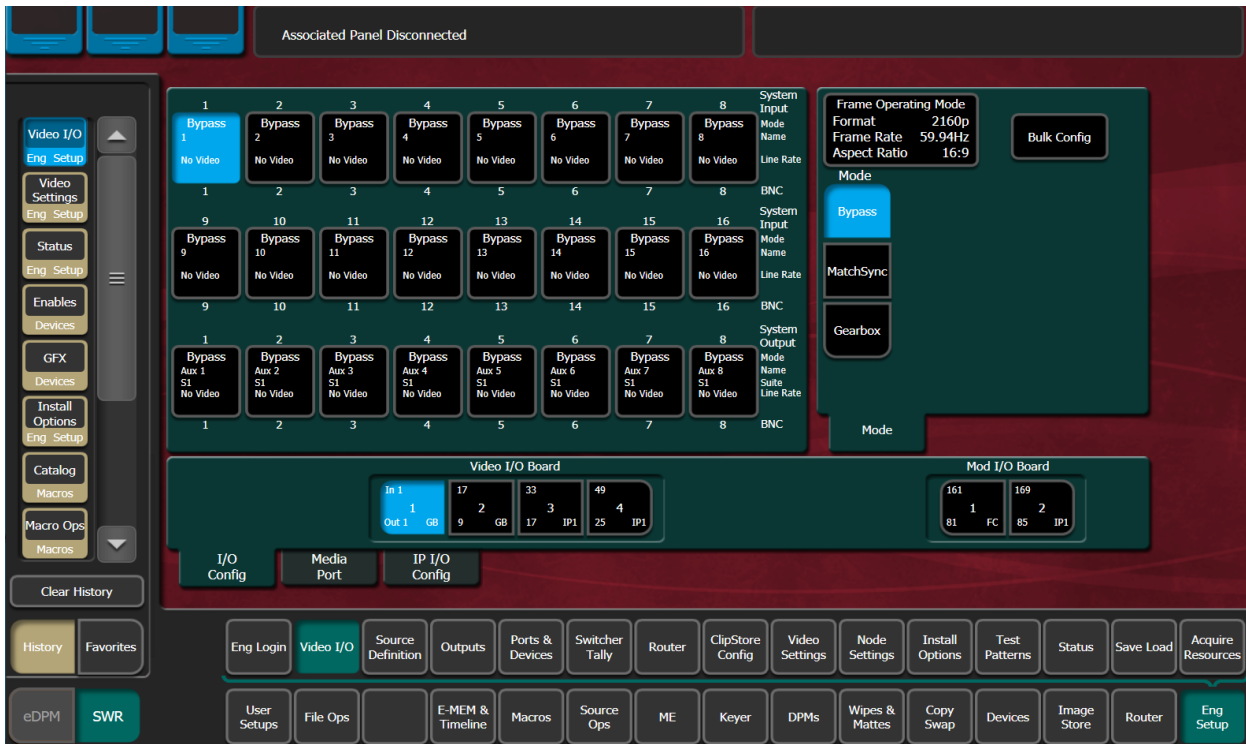 Associated Panel Disconnected
Video I/O
Eng Setup
Video
Settings
Eng Setup
Status
Eng Setup
Enables
Devices
GFX
Devices
Install
Options
Eng Setup
Catalog
Macros
Macro Ops
Macros
Clear History
History Favorites
eDPM SWR
1 2 3 4 5 6 7 8 System
Input
Bypass Bypass Bypass Bypass Bypass Bypass Bypass Bypass Mode
1 2 3 4 5 6 7 8 Name
No Video No Video No Video No Video No Video No Video No Video No Video Line Rate
1 2 3 4 5 6 7 8 BNC
9 10 11 12 13 14 15 16 System
Input
Bypass Bypass Bypass Bypass Bypass Bypass Bypass Bypass Mode
9 10 11 12 13 14 15 16 Name
No Video No Video No Video No Video No Video No Video No Video No Video Line Rate
9 10 11 12 13 14 15 16 BNC
1 2 3 4 5 6 7 8 System
Output
Bypass Bypass Bypass Bypass Bypass Bypass Bypass Bypass Mode
Aux 1 Aux 2 Aux 3 Aux 4 Aux 5 Aux 6 Aux 7 Aux 8 Name
S1 S1 S1 S1 S1 S1 S1 S1 Suite
No Video No Video No Video No Video No Video No Video No Video No Video Line Rate
1 2 3 4 5 6 7 8 BNC
Frame Operating Mode
Format 2160p
Frame Rate 59.94Hz
Aspect Ratio 16:9
Bulk Config
Mode
Bypass
MatchSync
Gearbox
Mode
Video I/O Board
In 1 17 33 49
1 2 3 4
Out 1 GB 9 GB 17 IP1 25 IP1
Mod I/O Board
161 169
1 2
81 FC 85 IP1
I/O
Config
Media
Port
IP I/O
Config
Eng Login
Video I/O
Source
Definition
Outputs
Ports &
Devices
Switcher
Tally
Router
ClipStore
Config
Video
Settings
Node
Settings
Install
Options
Test
Patterns
Status
Save Load
Acquire
Resources
User
Setups
File Ops
E-MEM &
Timeline
Macros
Source
Ops
ME
Keyer
DPMs
Wipes &
Mattes
Copy
Swap
Devices
Image
Store
Router
Eng
Setup